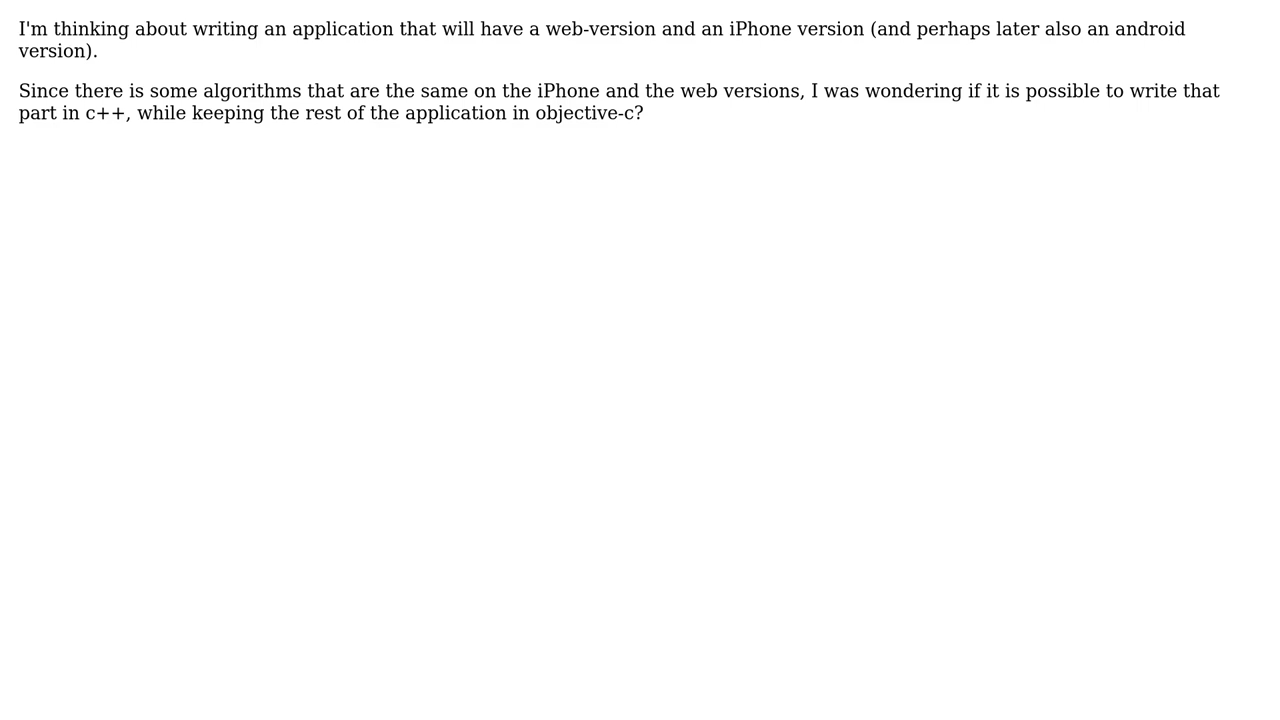 I'm thinking about writing an application that will have a web-version and an iPhone version (and perhaps later also an android
version).
Since there is some algorithms that are the same on the iPhone and the web versions, I was wondering if it is possible to write that
part in c++, while keeping the rest of the application in objective-c?